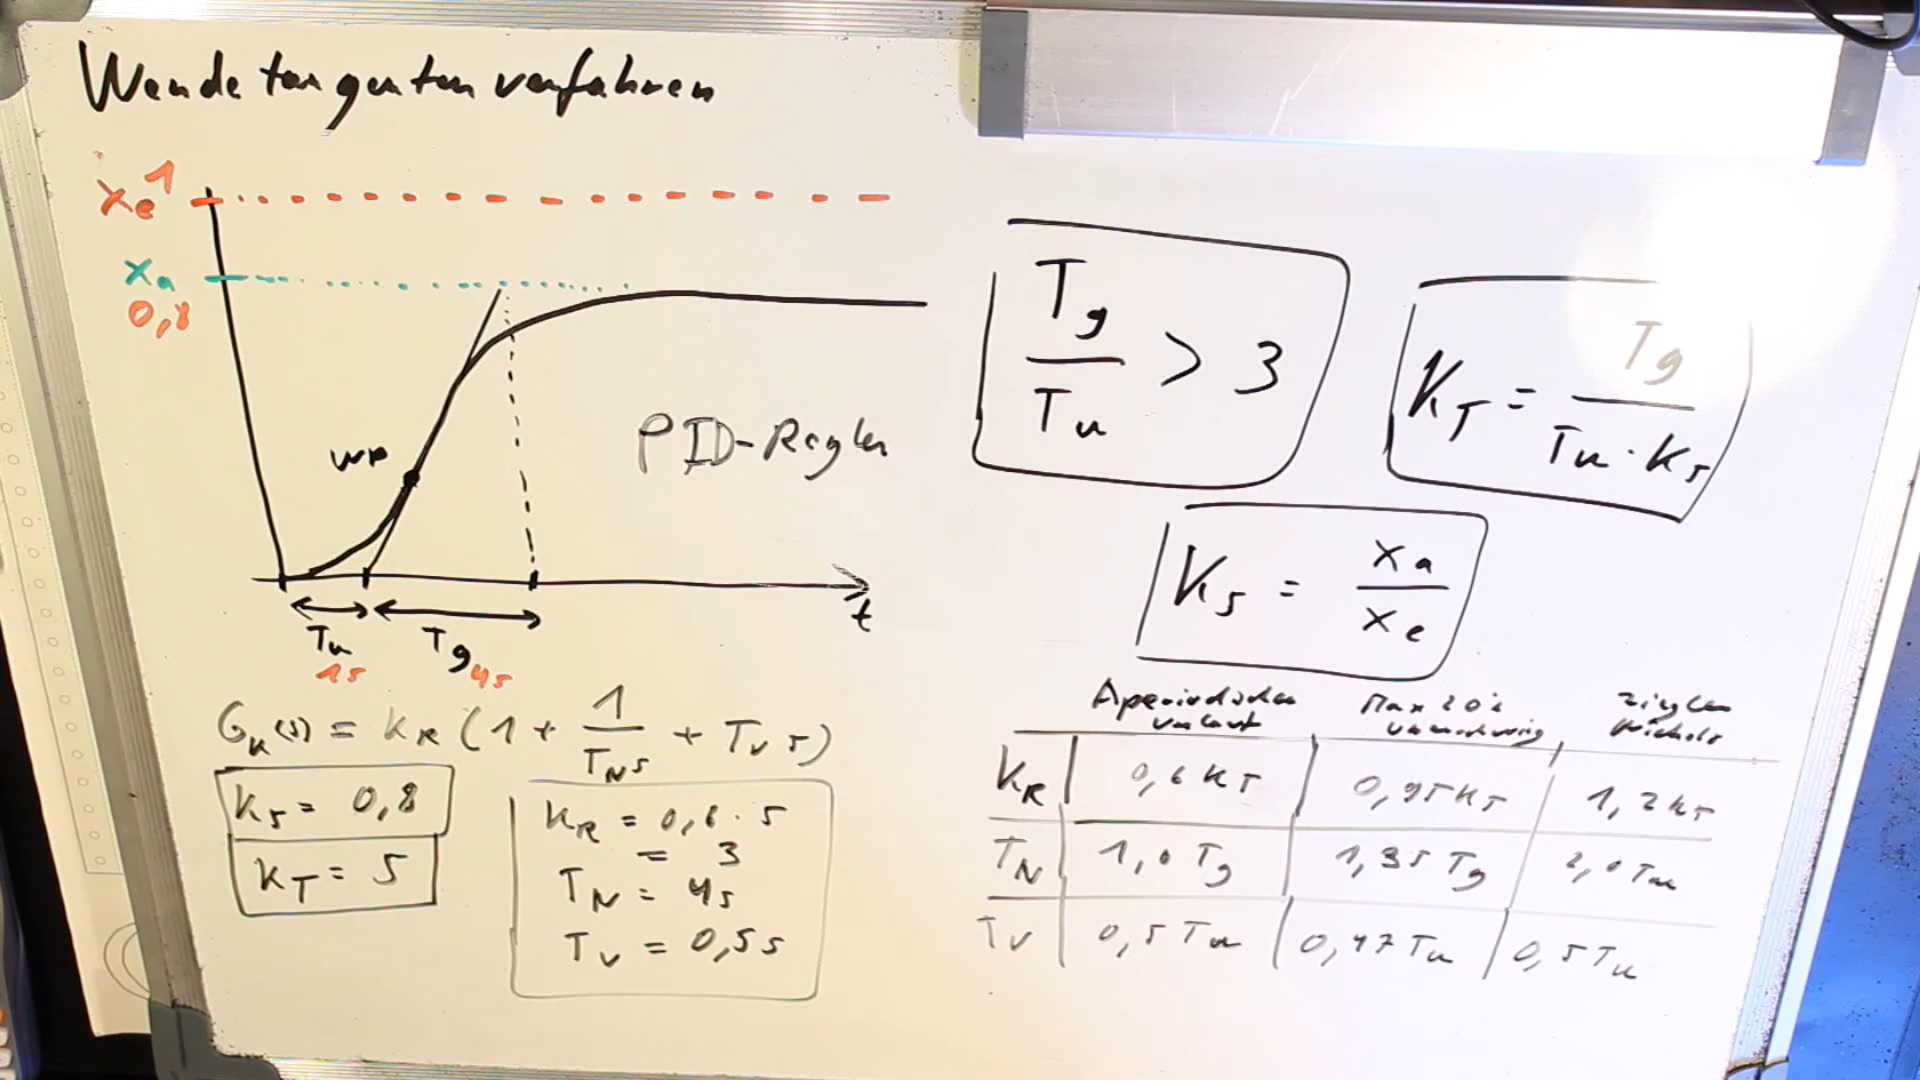 Wendetangentenverfahren
xe 1
xa
0,8
WP
PID-Regler
t
Tu
1s
Tg
4s
Tg / Tu > 3
KT = Tg / (Tu · Ks)
Ks = xa / xe
GK(s) = KR (1 + 1 / (TN s) + TV s)
Ks = 0,8
KT = 5
KR = 0,6 · 5
= 3
TN = 4s
TV = 0,5s
Aperiodischer Verlauf
Max 20%
Ziegler Nichols
KR 0,6 KT 0,95 KT 1,2 KT
TN 1,0 Tg 1,35 Tg 2,0 Tu
TV 0,5 Tu 0,47 Tu 0,5 Tu